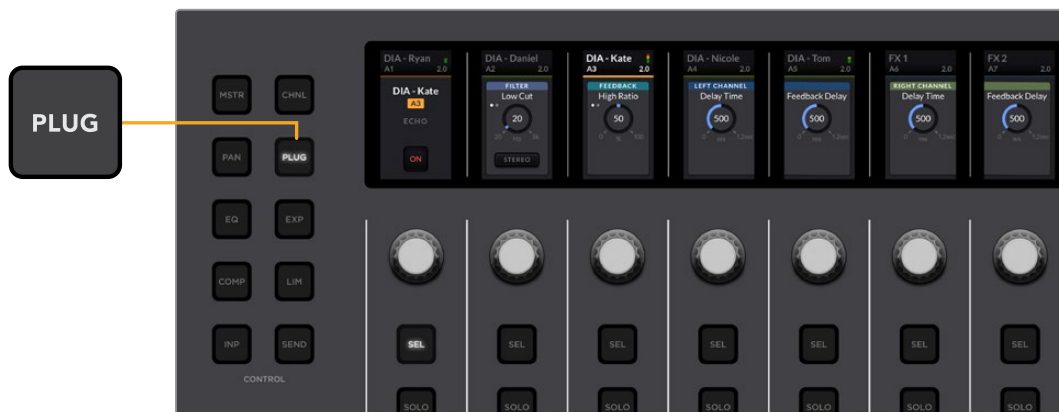 PLUG
MSTR CHNL
PAN PLUG
EQ EXP
COMP LIM
INP SEND
CONTROL
DIA - Ryan
A1 2.0
DIA - Kate
A3
ECHO
ON
DIA - Daniel
A2 2.0
FILTER
Low Cut
20
20 Hz 5k
STEREO
DIA - Kate
A3 2.0
FEEDBACK
High Ratio
50
0 % 100
DIA - Nicole
A4 2.0
LEFT CHANNEL
Delay Time
500
0 ms 1.2sec
DIA - Tom
A5 2.0
Feedback Delay
500
0 ms 1.2sec
FX 1
A6 2.0
RIGHT CHANNEL
Delay Time
500
0 ms 1.2sec
FX 2
A7 2.0
Feedback Delay
500
0 ms 1.2sec
SEL SEL SEL SEL SEL SEL SEL
SOLO SOLO SOLO SOLO SOLO SOLO SOLO